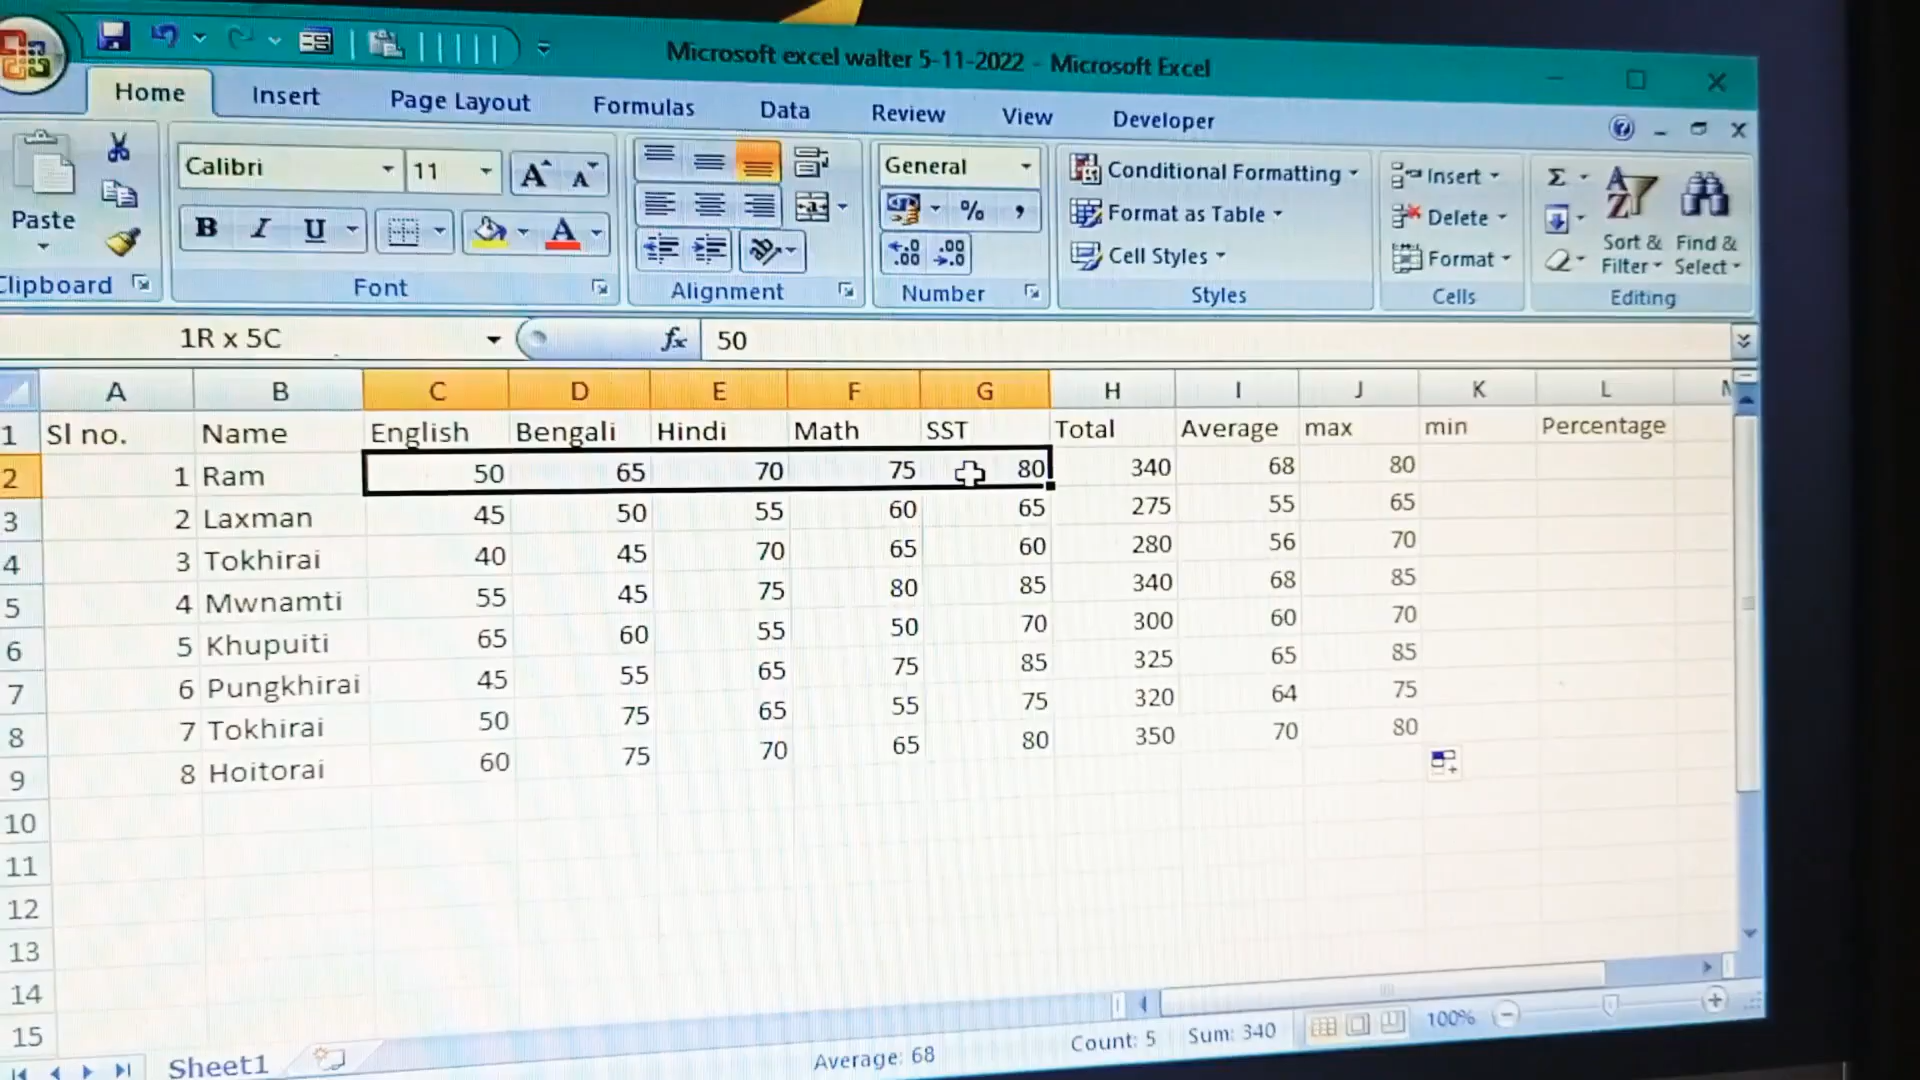 Microsoft excel walter 5-11-2022 - Microsoft Excel
Home Insert Page Layout Formulas Data Review View Developer
Calibri 11 General Conditional Formatting Insert Σ
Paste B I U % , Format as Table Delete Sort & Filter Find & Select
Cell Styles Format
Clipboard Font Alignment Number Styles Cells Editing
1R x 5C fx 50
A B C D E F G H I J K L
1 Sl no. Name English Bengali Hindi Math SST Total Average max min Percentage
2 1 Ram 50 65 70 75 80 340 68 80
3 2 Laxman 45 50 55 60 65 275 55 65
4 3 Tokhirai 40 45 70 65 60 280 56 70
5 4 Mwnamti 55 45 75 80 85 340 68 85
6 5 Khupuiti 65 60 55 50 70 300 60 70
7 6 Pungkhirai 45 55 65 75 85 325 65 85
8 7 Tokhirai 50 75 65 55 75 320 64 75
9 8 Hoitorai 60 75 70 65 80 350 70 80
10
11
12
13
14
15
Sheet1
Average: 68 Count: 5 Sum: 340 100%